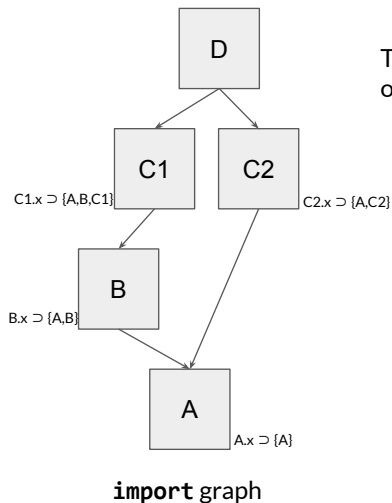 D
T
o
C1
C2
C1.x ⊃ {A,B,C1}
C2.x ⊃ {A,C2}
B
B.x ⊃ {A,B}
A
A.x ⊃ {A}
import graph